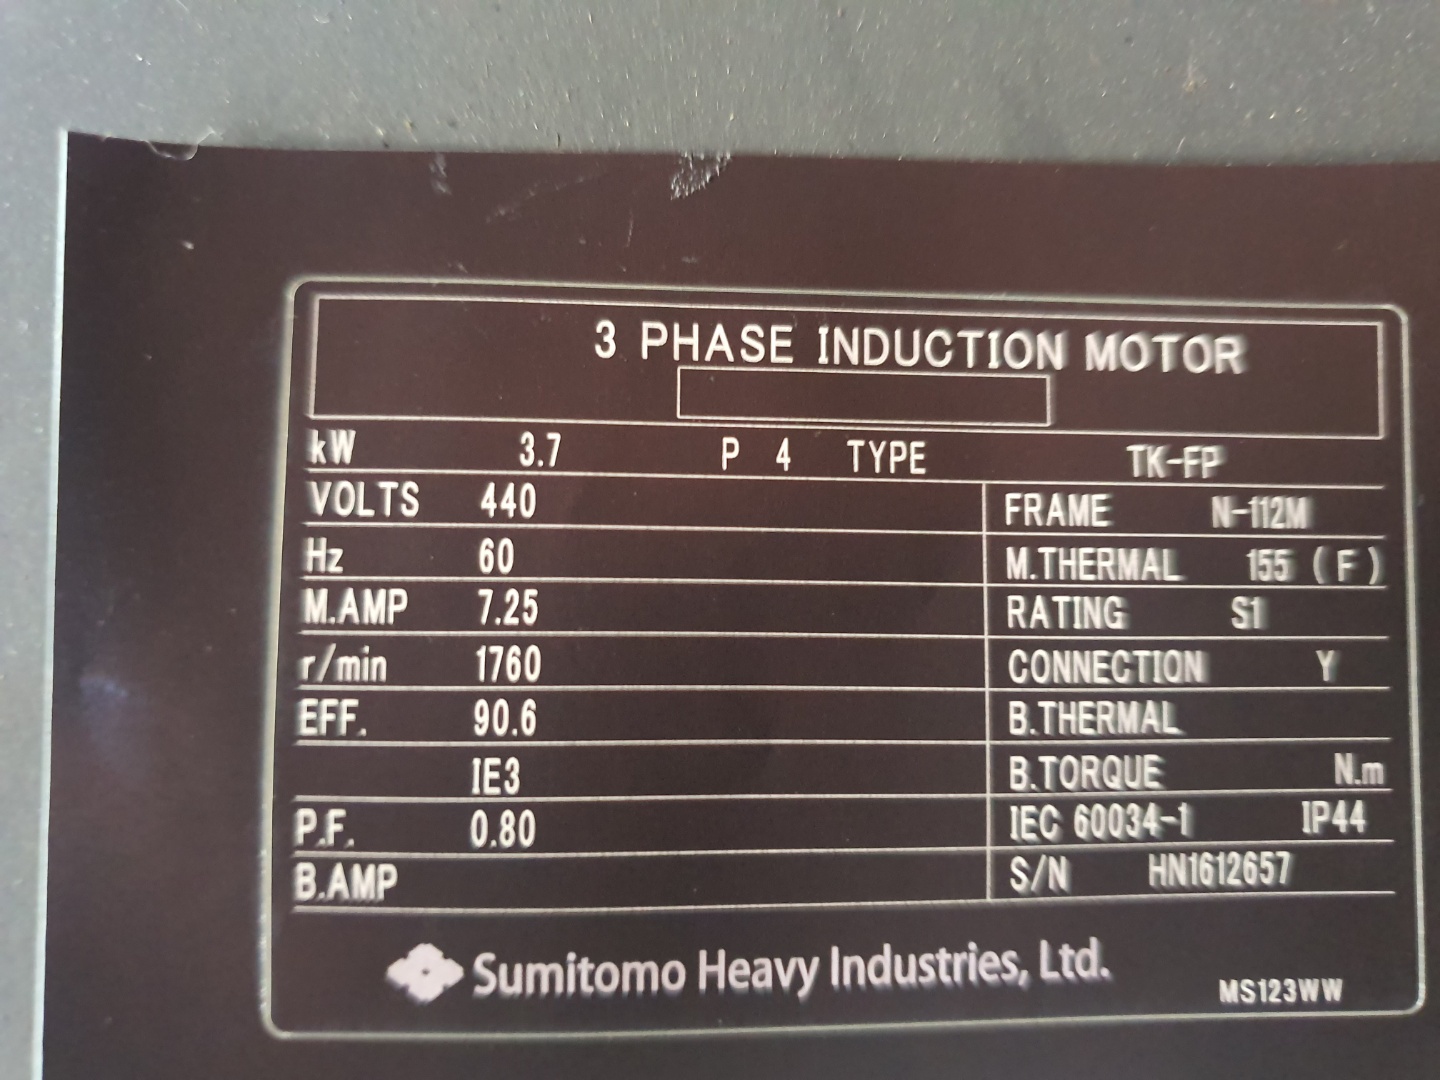 3 PHASE INDUCTION MOTOR
kW 3.7 P 4 TYPE TK-FP
VOLTS 440 FRAME N-112M
Hz 60 M.THERMAL 155 (F)
M.AMP 7.25 RATING S1
r/min 1760 CONNECTION Y
EFF. 90.6 B.THERMAL
IE3 B.TORQUE N.m
P.F. 0.80 IEC 60034-1 IP44
B.AMP S/N HN1612657
Sumitomo Heavy Industries, Ltd.
MS123WW